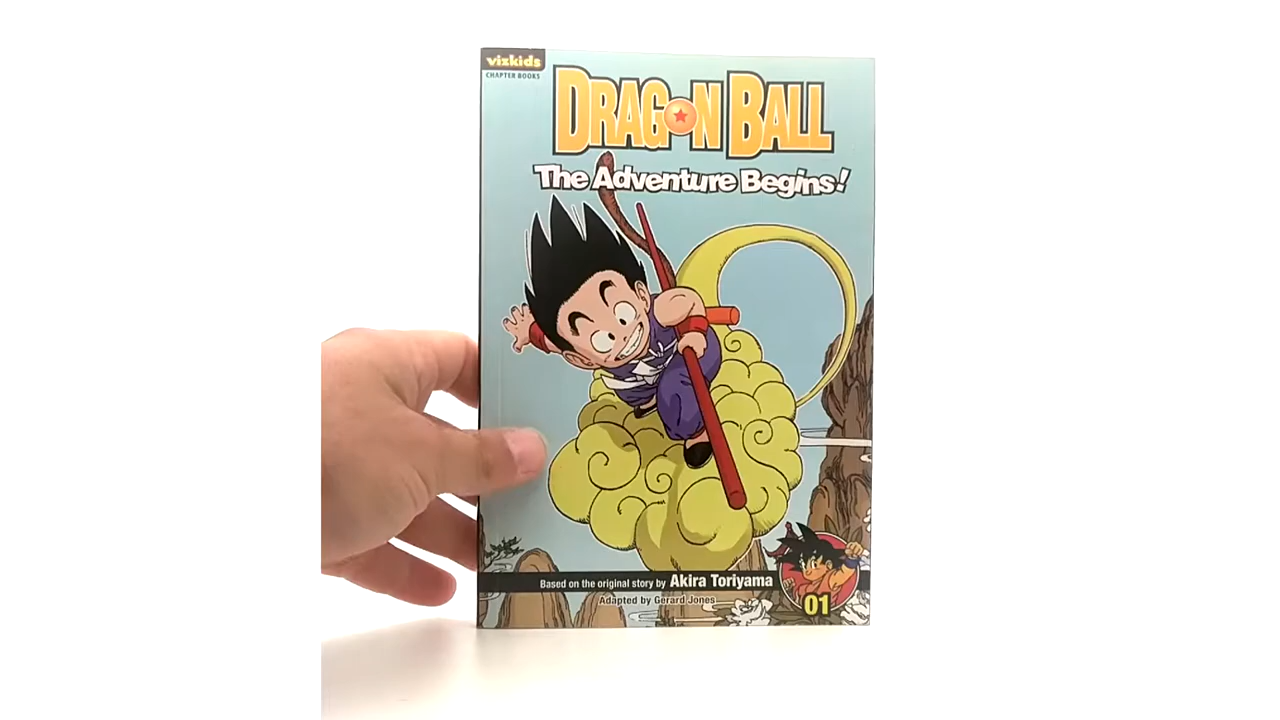 vizkids
CHAPTER BOOKS
DRAGON BALL
The Adventure Begins!
Based on the original story by Akira Toriyama
Adapted by Gerard Jones
01